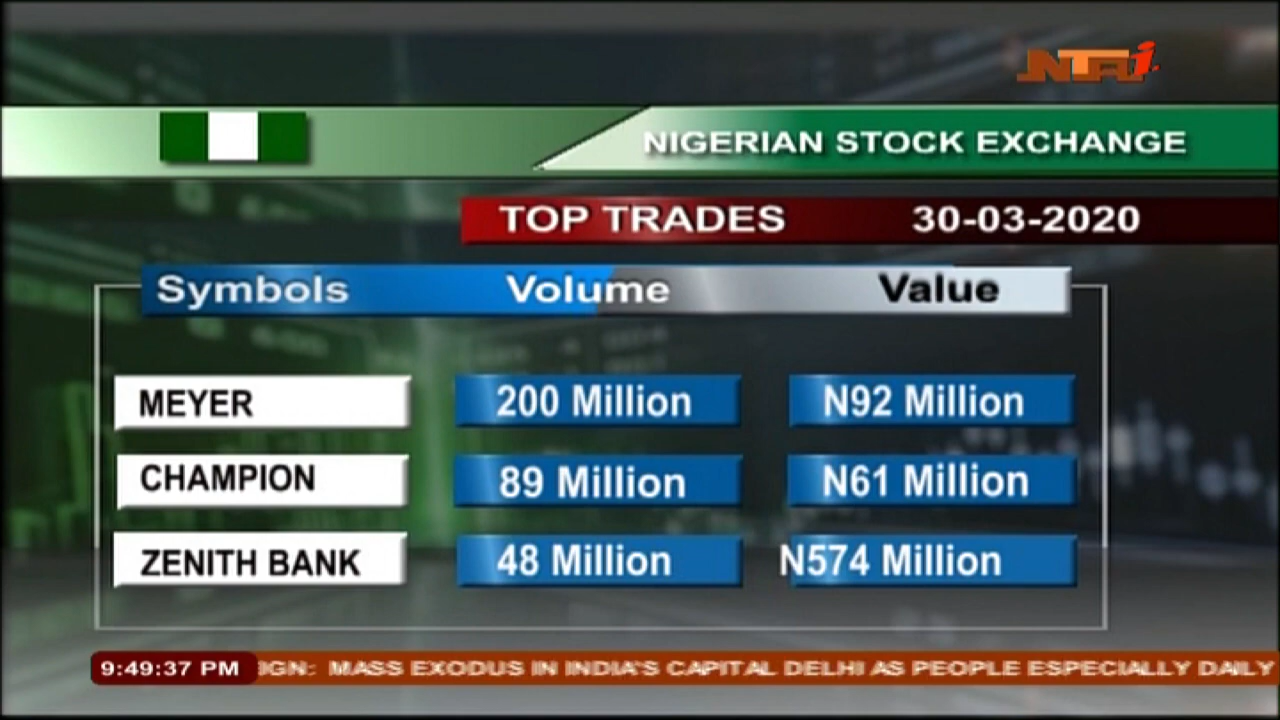 NTAi
NIGERIAN STOCK EXCHANGE
TOP TRADES 30-03-2020
Symbols Volume Value
MEYER 200 Million N92 Million
CHAMPION 89 Million N61 Million
ZENITH BANK 48 Million N574 Million
9:49:37 PM IGN: MASS EXODUS IN INDIA'S CAPITAL DELHI AS PEOPLE ESPECIALLY DAILY